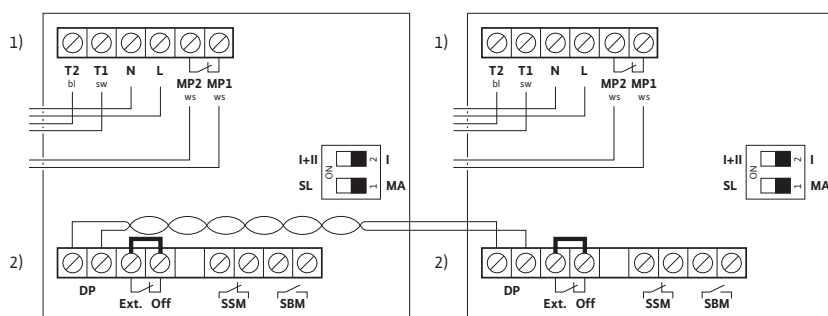 1)
T2 T1 N L MP2 MP1
bl sw ws ws
I+II ON 2 I
SL 1 MA
2)
DP Ext. Off SSM SBM
1)
T2 T1 N L MP2 MP1
bl sw ws ws
I+II ON 2 I
SL 1 MA
2)
DP Ext. Off SSM SBM